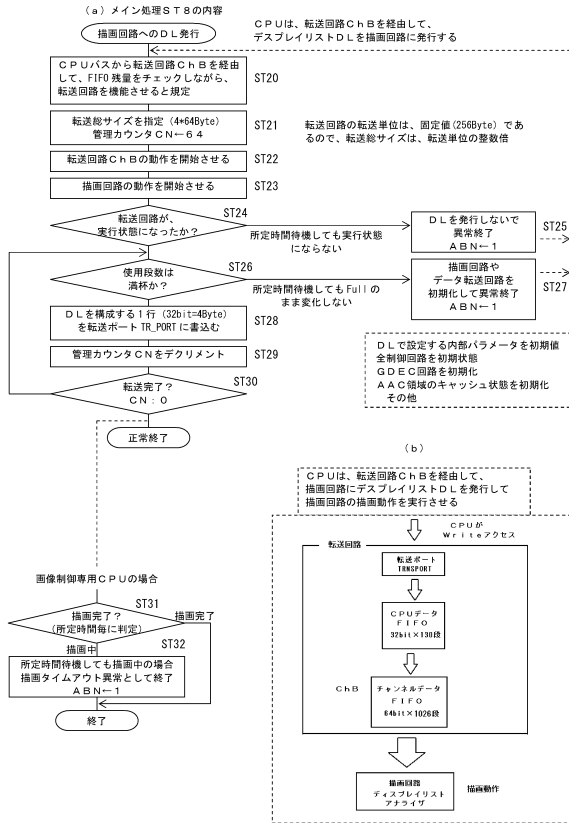 （ａ）メイン処理ＳＴ８の内容
描画回路へのＤＬ発行
ＣＰＵは、転送回路ＣｈＢを経由して、
デスプレイリストＤＬを描画回路に発行する
ＣＰＵバスから転送回路ＣｈＢを経由
して、FIFO残量をチェックしながら、
転送回路を機能させると規定
ST20
転送総サイズを指定（4*64Byte）
管理カウンタＣＮ←６４
ST21
転送回路の転送単位は、固定値(256Byte）であ
るので、転送総サイズは、転送単位の整数倍
転送回路ＣｈＢの動作を開始させる
ST22
描画回路の動作を開始させる
ST23
転送回路が、
実行状態になったか？
ST24
所定時間待機しても実行状態
にならない
ＤＬを発行しないで
異常終了
ＡＢＮ←１
ST25
使用段数は
満杯か？
ST26
所定時間待機してもFullの
まま変化しない
描画回路や
データ転送回路を
初期化して異常終了
ＡＢＮ←１
ST27
ＤＬを構成する１行（32bit=4Byte）
を転送ポートTR_PORTに書込む
ST28
管理カウンタＣＮをデクリメント
ST29
転送完了？
ＣＮ：０
ST30
正常終了
ＤＬで設定する内部パラメータを初期値
全制御回路を初期状態
ＧＤＥＣ回路を初期化
ＡＡＣ領域のキャッシュ状態を初期化
その他
画像制御専用ＣＰＵの場合
描画完了？
（所定時間毎に判定）
ST31
描画完了
描画中
ST32
所定時間待機しても描画中の場合
描画タイムアウト異常として終了
ＡＢＮ←１
終了
（ｂ）
ＣＰＵは、転送回路ＣｈＢを経由して、
描画回路にデスプレイリストＤＬを発行して
描画回路の描画動作を実行させる
ＣＰＵが
Ｗｒｉｔｅアクセス
転送回路
転送ポート
TRNSPORT
ＣＰＵデータ
ＦＩＦＯ
32bit×130段
ＣｈＢ
チャンネルデータ
ＦＩＦＯ
64bit×1026段
描画回路
ディスプレイリスト
アナライザ
描画動作